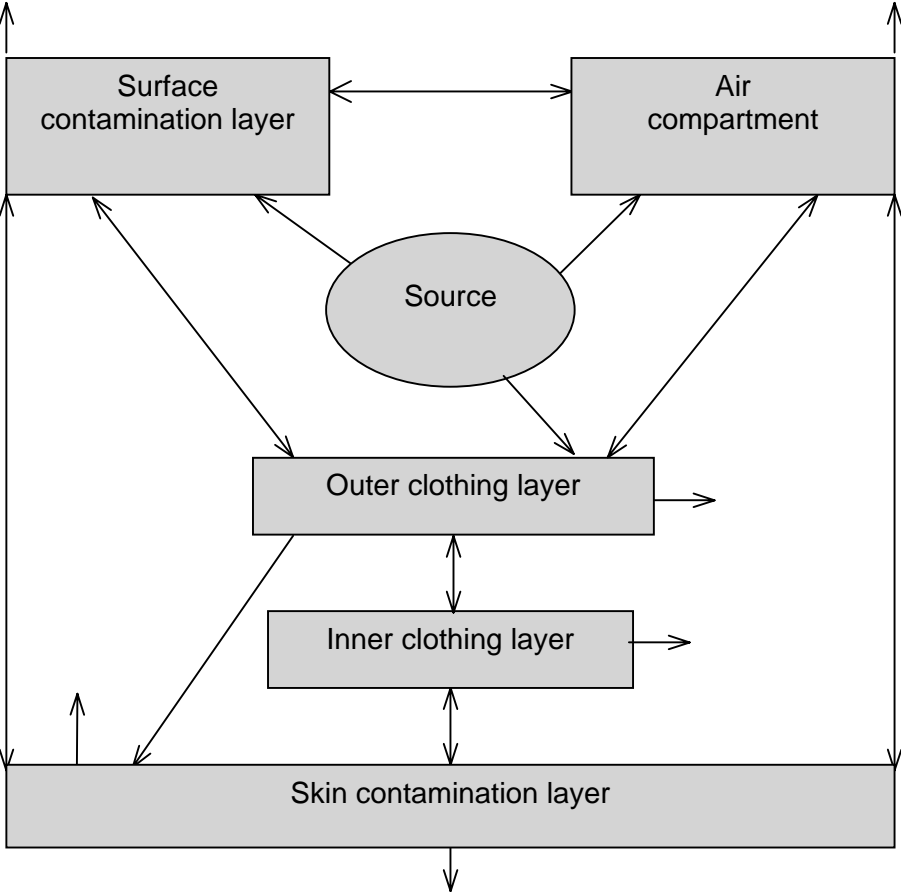 Surface
contamination layer
Air
compartment
Source
Outer clothing layer
Inner clothing layer
Skin contamination layer